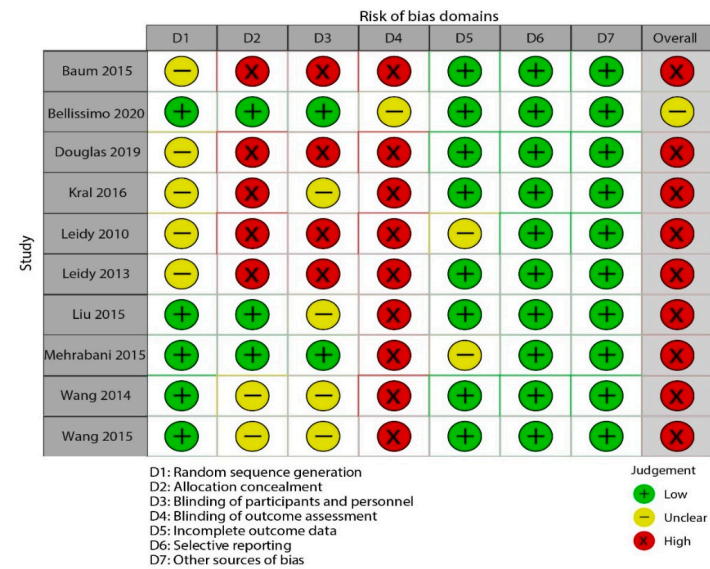 Risk of bias domains
D1 D2 D3 D4 D5 D6 D7 Overall
Study
Baum 2015 − X X X + + + X
Bellissimo 2020 + + + − + + + −
Douglas 2019 − X X X + + + X
Kral 2016 − X − X + + + X
Leidy 2010 − X X X − + + X
Leidy 2013 − X X X + + + X
Liu 2015 + + − X + + + X
Mehrabani 2015 + + + X − + + X
Wang 2014 + − − X + + + X
Wang 2015 + − − X + + + X
D1: Random sequence generation
D2: Allocation concealment
D3: Blinding of participants and personnel
D4: Blinding of outcome assessment
D5: Incomplete outcome data
D6: Selective reporting
D7: Other sources of bias
Judgement
+ Low
− Unclear
X High